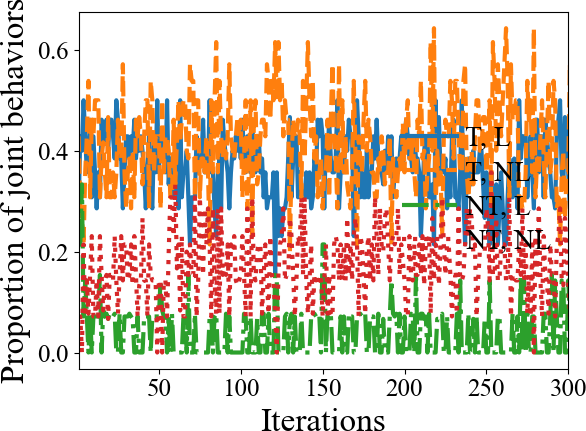 Proportion of joint behaviors
0.6
0.4
0.2
0.0
T, L
T, NL
NT, L
NT, NL
50
100
150
200
250
300
Iterations